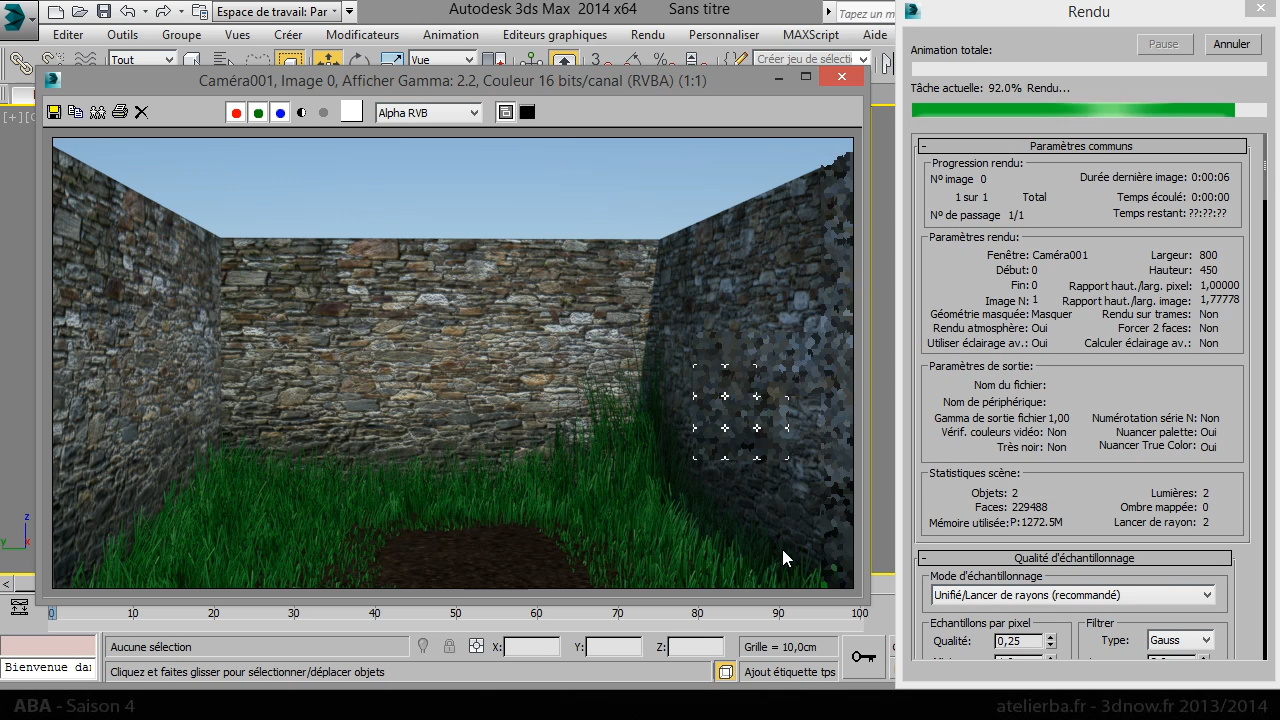 Espace de travail: Par
Autodesk 3ds Max 2014 x64 Sans titre
Tapez un m
Editer Outils Group Vues Créer Modificateurs Animation Editeurs graphiques Rendu Personnaliser MAXScript Aide
Tout
Vue
3
%
Créer jeu de sélecti
Caméra001, Image 0, Afficher Gamma: 2.2, Couleur 16 bits/canal (RVBA) (1:1)
Alpha RVB
[+]
z
y
x
0 10 20 30 40 50 60 70 80 90 100
Aucune sélection
X:
Y:
Z:
Grille = 10,0cm
Bienvenue da
Cliquez et faites glisser pour sélectionner/déplacer objets
Ajout étiquette tps
Rendu
Animation totale:
Pause
Annuler
Tâche actuelle: 92.0% Rendu...
Paramètres communs
Progression rendu:
N° image 0
Durée dernière image: 0:00:06
1 sur 1 Total
Temps écoulé: 0:00:00
N° de passage 1/1
Temps restant: ??:??:??
Paramètres rendu:
Fenêtre: Caméra001 Largeur: 800
Début: 0 Hauteur: 450
Fin: 0 Rapport haut./larg. pixel: 1,00000
Image N: 1 Rapport haut./larg. image: 1,77778
Géométrie masquée: Masquer Rendu sur trames: Non
Rendu atmosphère: Oui Forcer 2 faces: Non
Utiliser éclairage av.: Oui Calculer éclairage av.: Non
Paramètres de sortie:
Nom du fichier:
Nom de périphérique:
Gamma de sortie fichier 1,00 Numérotation série N: Non
Vérif. couleurs vidéo: Non Nuancer palette: Oui
Très noir: Non Nuancer True Color: Oui
Statistiques scène:
Objets: 2 Lumières: 2
Faces: 229488 Ombre mappée: 0
Mémoire utilisée: P:1272.5M Lancer de rayon: 2
Qualité d'échantillonnage
Mode d'échantillonnage
Unifié/Lancer de rayons (recommandé)
Echantillons par pixel
Filtrer
Qualité: 0,25
Type: Gauss
ABA - Saison 4
atelierba.fr - 3dnow.fr 2013/2014